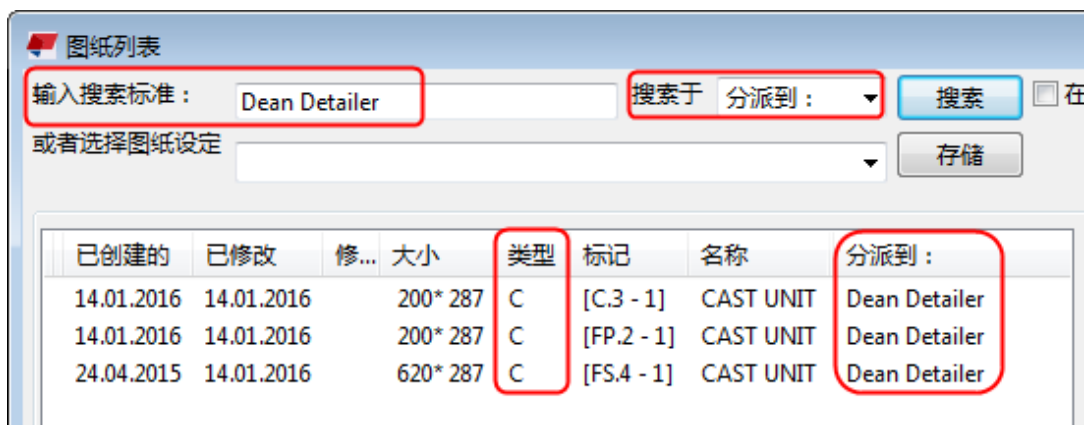 图纸列表
输入搜索标准： Dean Detailer 搜索于 分派到： 搜索 在
或者选择图纸设定 存储
已创建的 已修改 修... 大小 类型 标记 名称 分派到：
14.01.2016 14.01.2016 200* 287 C [C.3 - 1] CAST UNIT Dean Detailer
14.01.2016 14.01.2016 200* 287 C [FP.2 - 1] CAST UNIT Dean Detailer
24.04.2015 14.01.2016 620* 287 C [FS.4 - 1] CAST UNIT Dean Detailer